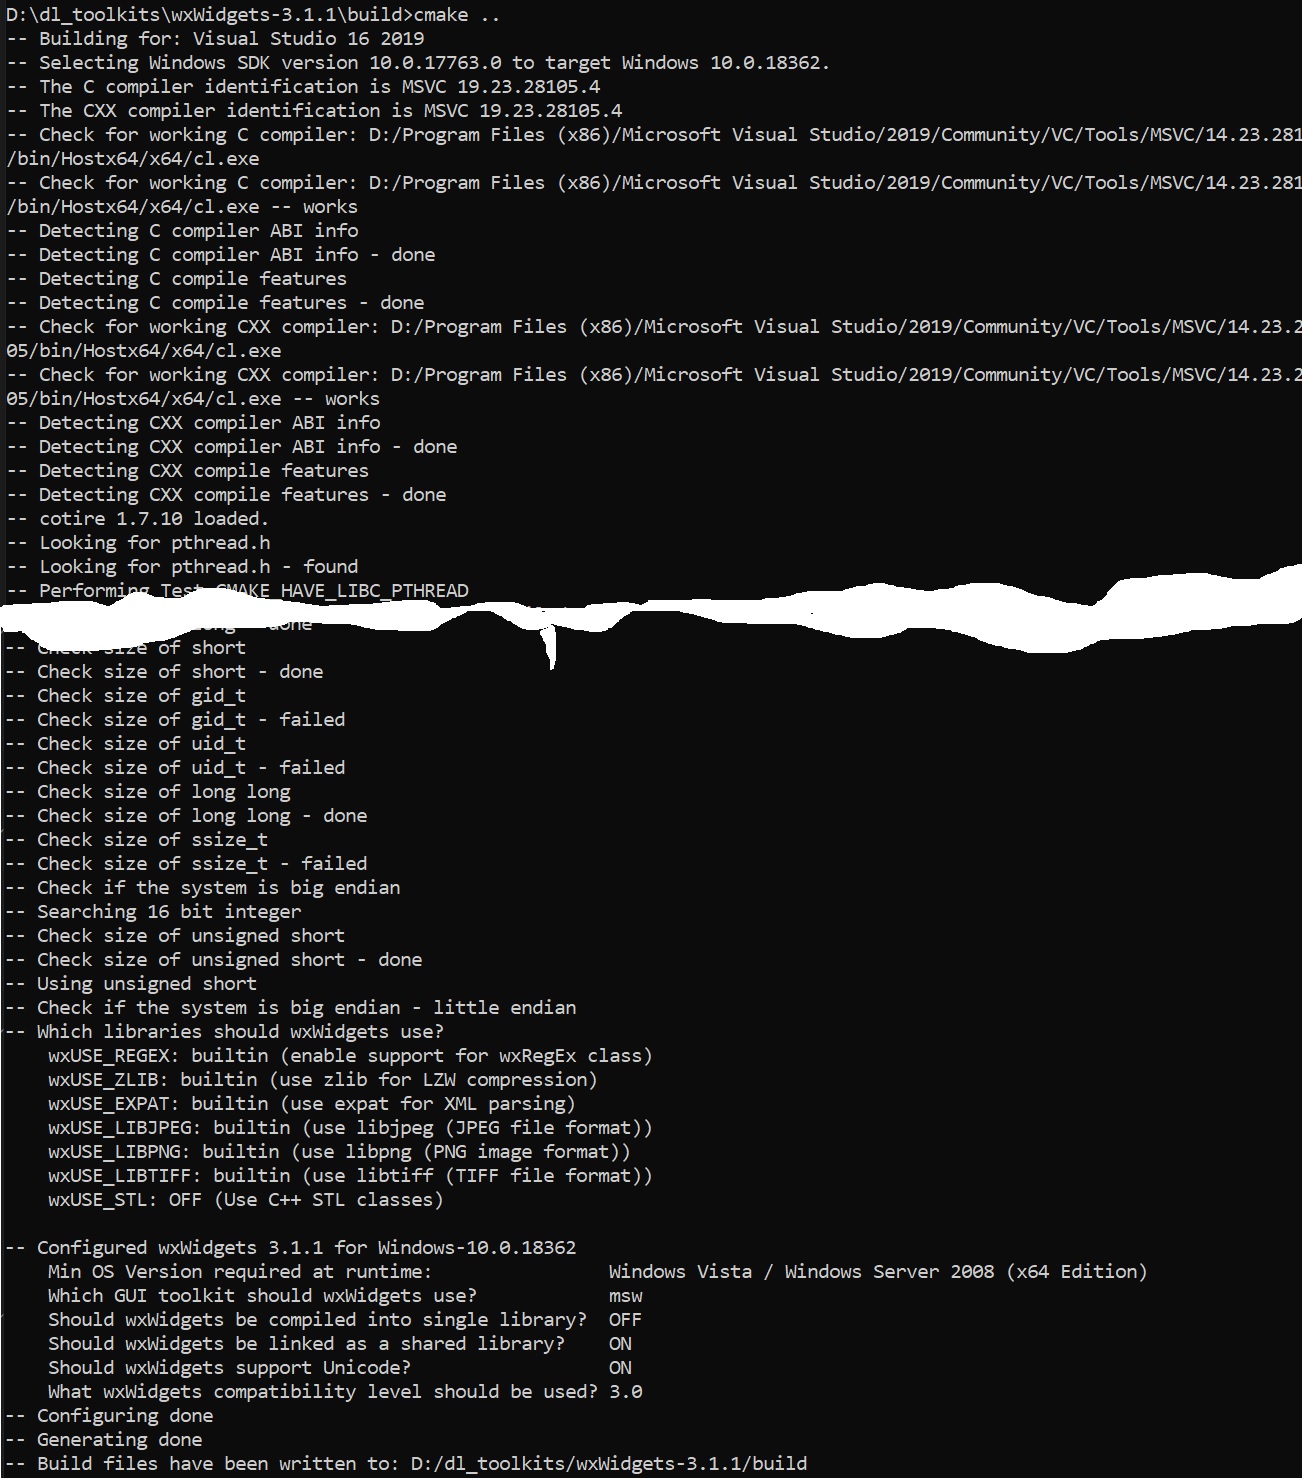 D:\dl_toolkits\wxWidgets-3.1.1\build>cmake ..
-- Building for: Visual Studio 16 2019
-- Selecting Windows SDK version 10.0.17763.0 to target Windows 10.0.18362.
-- The C compiler identification is MSVC 19.23.28105.4
-- The CXX compiler identification is MSVC 19.23.28105.4
-- Check for working C compiler: D:/Program Files (x86)/Microsoft Visual Studio/2019/Community/VC/Tools/MSVC/14.23.281
/bin/Hostx64/x64/cl.exe
-- Check for working C compiler: D:/Program Files (x86)/Microsoft Visual Studio/2019/Community/VC/Tools/MSVC/14.23.281
/bin/Hostx64/x64/cl.exe -- works
-- Detecting C compiler ABI info
-- Detecting C compiler ABI info - done
-- Detecting C compile features
-- Detecting C compile features - done
-- Check for working CXX compiler: D:/Program Files (x86)/Microsoft Visual Studio/2019/Community/VC/Tools/MSVC/14.23.2
05/bin/Hostx64/x64/cl.exe
-- Check for working CXX compiler: D:/Program Files (x86)/Microsoft Visual Studio/2019/Community/VC/Tools/MSVC/14.23.2
05/bin/Hostx64/x64/cl.exe -- works
-- Detecting CXX compiler ABI info
-- Detecting CXX compiler ABI info - done
-- Detecting CXX compile features
-- Detecting CXX compile features - done
-- cotire 1.7.10 loaded.
-- Looking for pthread.h
-- Looking for pthread.h - found
-- Performing Test CMAKE_HAVE_LIBC_PTHREAD
long - done
-- Check size of short
-- Check size of short - done
-- Check size of gid_t
-- Check size of gid_t - failed
-- Check size of uid_t
-- Check size of uid_t - failed
-- Check size of long long
-- Check size of long long - done
-- Check size of ssize_t
-- Check size of ssize_t - failed
-- Check if the system is big endian
-- Searching 16 bit integer
-- Check size of unsigned short
-- Check size of unsigned short - done
-- Using unsigned short
-- Check if the system is big endian - little endian
-- Which libraries should wxWidgets use?
    wxUSE_REGEX: builtin (enable support for wxRegEx class)
    wxUSE_ZLIB: builtin (use zlib for LZW compression)
    wxUSE_EXPAT: builtin (use expat for XML parsing)
    wxUSE_LIBJPEG: builtin (use libjpeg (JPEG file format))
    wxUSE_LIBPNG: builtin (use libpng (PNG image format))
    wxUSE_LIBTIFF: builtin (use libtiff (TIFF file format))
    wxUSE_STL: OFF (Use C++ STL classes)
-- Configured wxWidgets 3.1.1 for Windows-10.0.18362
    Min OS Version required at runtime:                Windows Vista / Windows Server 2008 (x64 Edition)
    Which GUI toolkit should wxWidgets use?            msw
    Should wxWidgets be compiled into single library?  OFF
    Should wxWidgets be linked as a shared library?    ON
    Should wxWidgets support Unicode?                  ON
    What wxWidgets compatibility level should be used? 3.0
-- Configuring done
-- Generating done
-- Build files have been written to: D:/dl_toolkits/wxWidgets-3.1.1/build